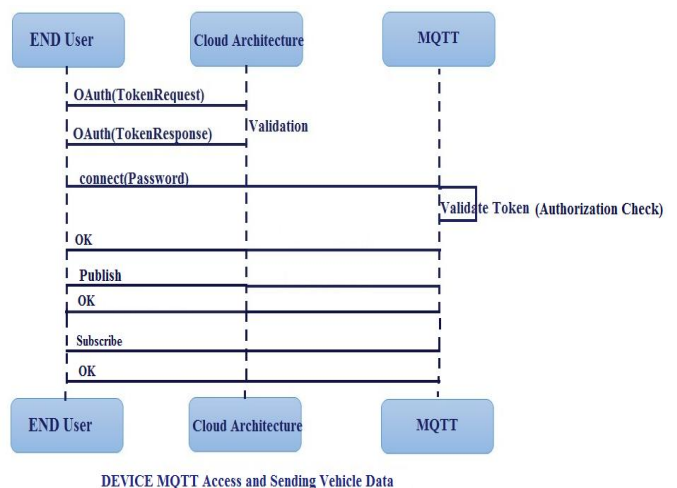 END User
Cloud Architecture
MQTT
OAuth(TokenRequest)
Validation
OAuth(TokenResponse)
connect(Password)
Validate Token (Authorization Check)
OK
Publish
OK
Subscribe
OK
END User
Cloud Architecture
MQTT
DEVICE MQTT Access and Sending Vehicle Data